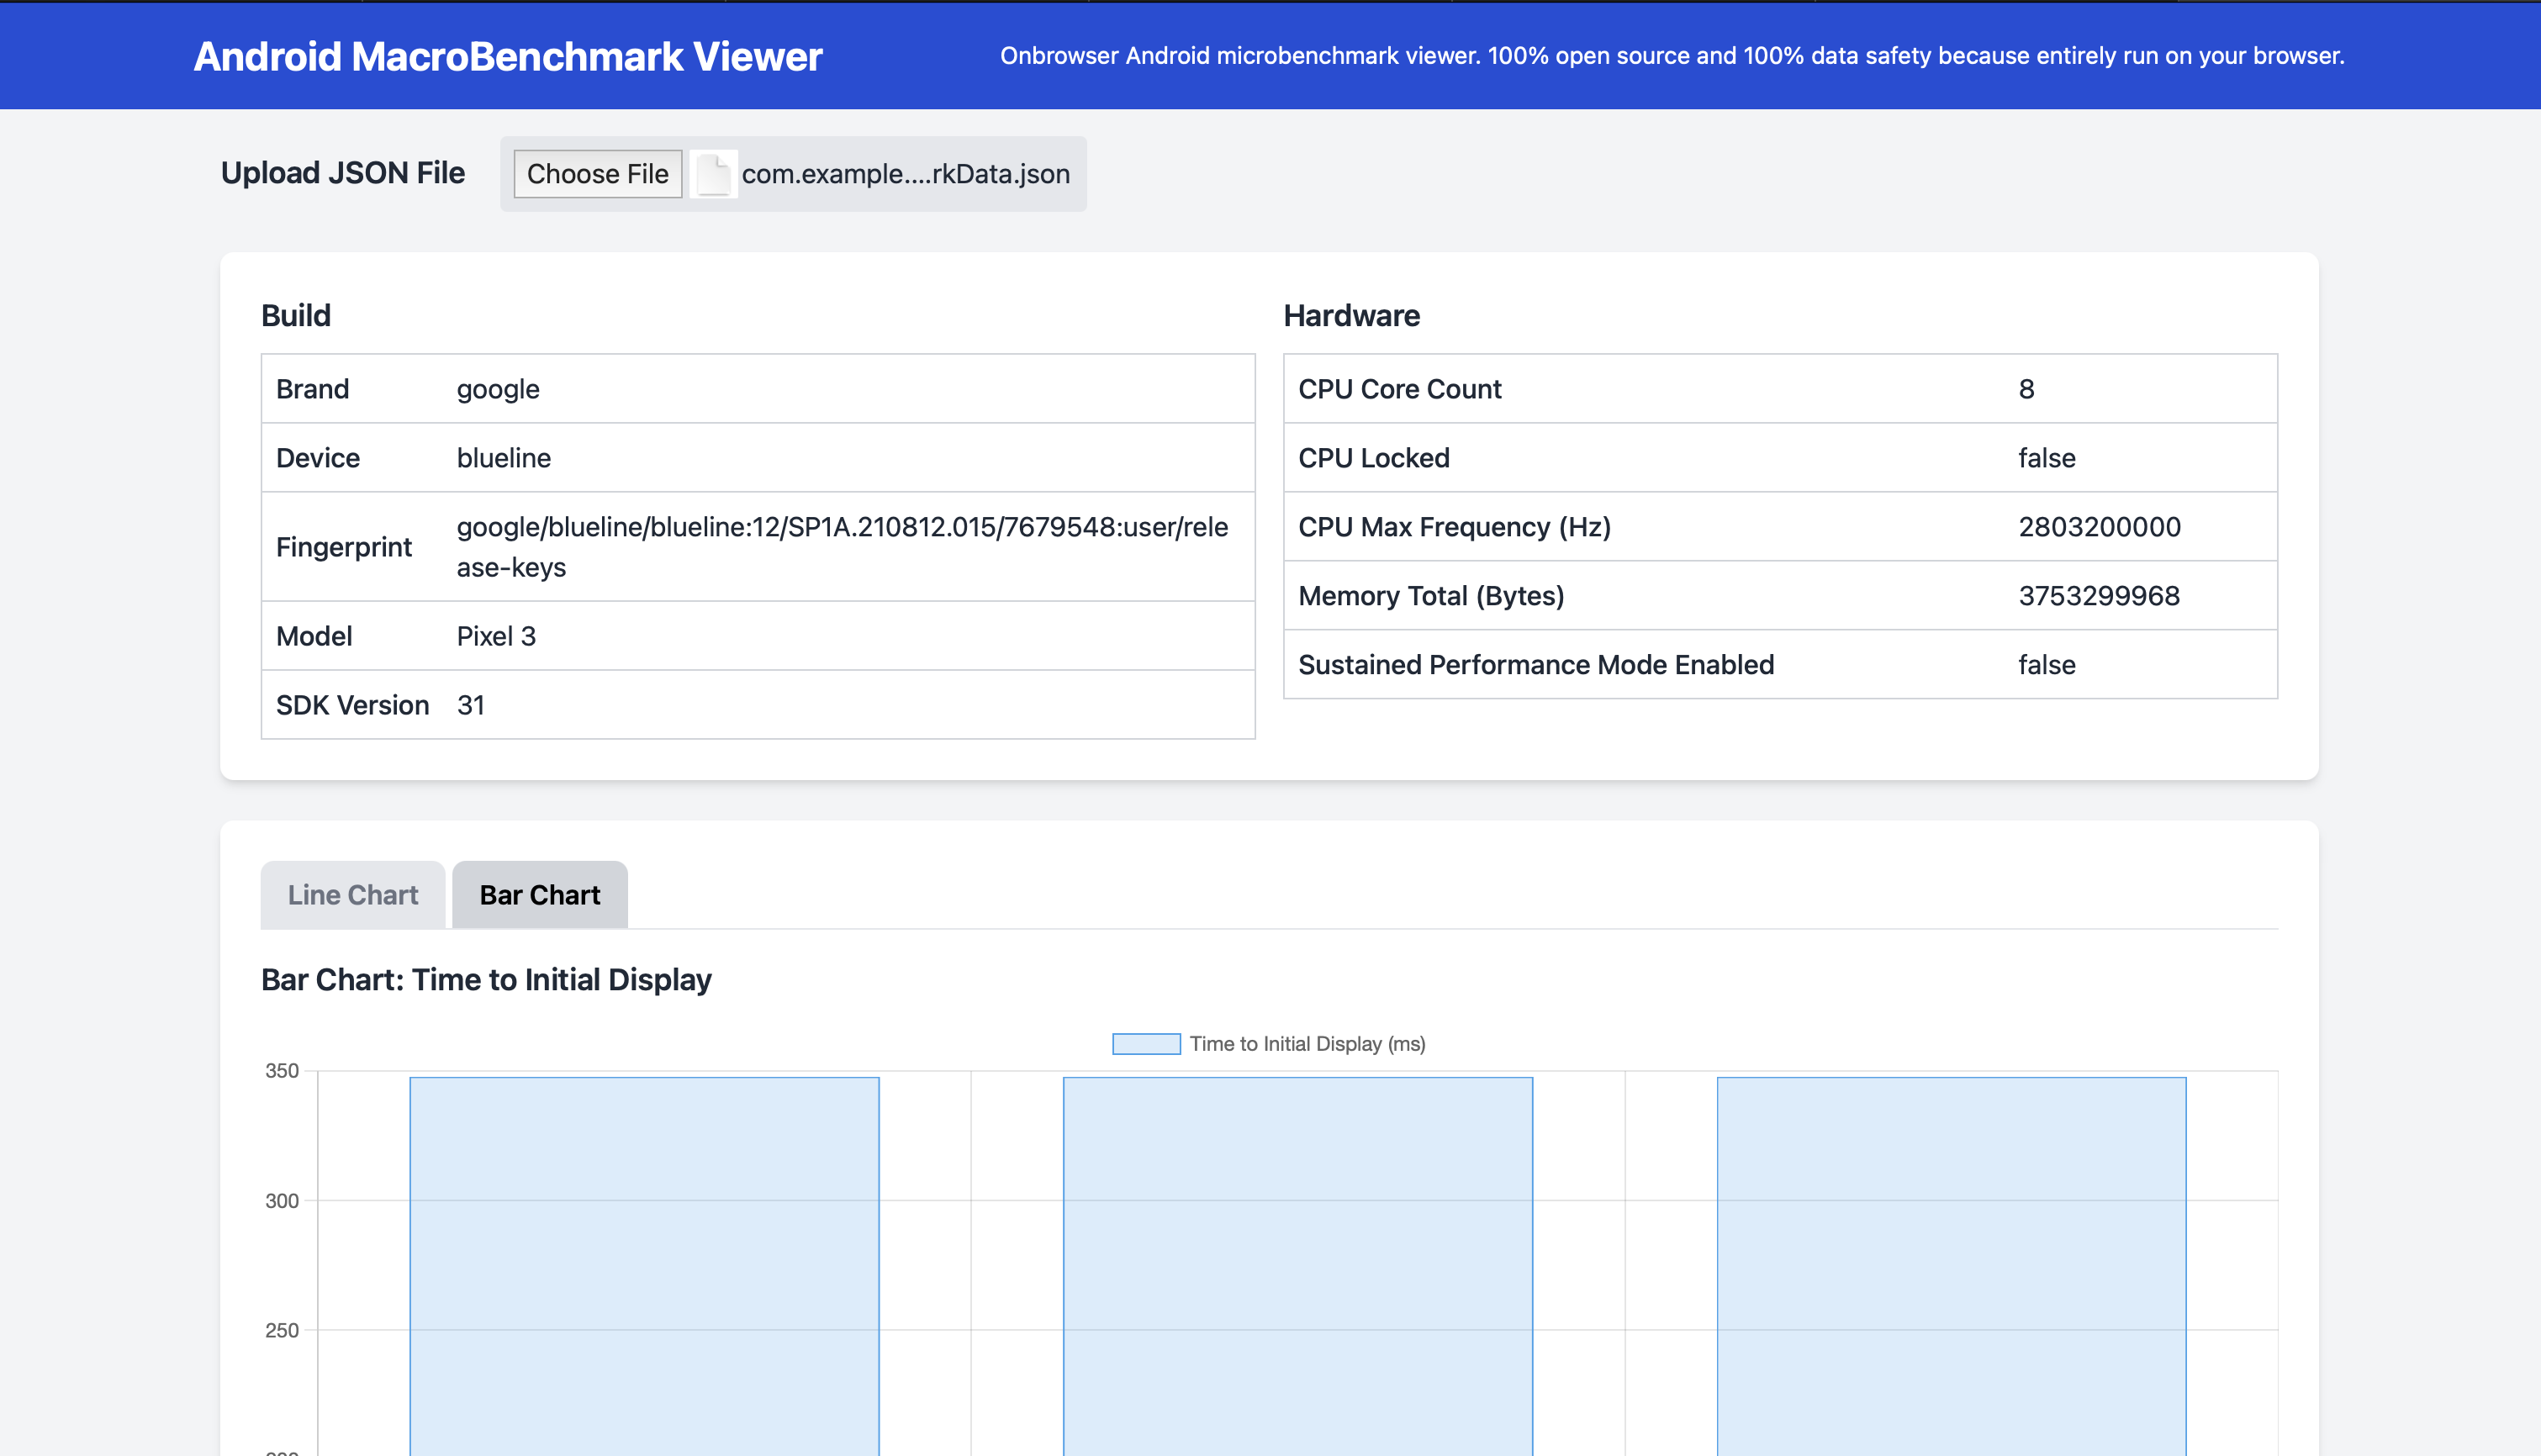 Android MacroBenchmark Viewer
Onbrowser Android microbenchmark viewer. 100% open source and 100% data safety because entirely run on your browser.
Upload JSON File
Choose File
com.example....rkData.json
Build
Brand google
Device blueline
Fingerprint google/blueline/blueline:12/SP1A.210812.015/7679548:user/rele
ase-keys
Model Pixel 3
SDK Version 31
Hardware
CPU Core Count 8
CPU Locked false
CPU Max Frequency (Hz) 2803200000
Memory Total (Bytes) 3753299968
Sustained Performance Mode Enabled false
Line Chart
Bar Chart
Bar Chart: Time to Initial Display
Time to Initial Display (ms)
350
300
250